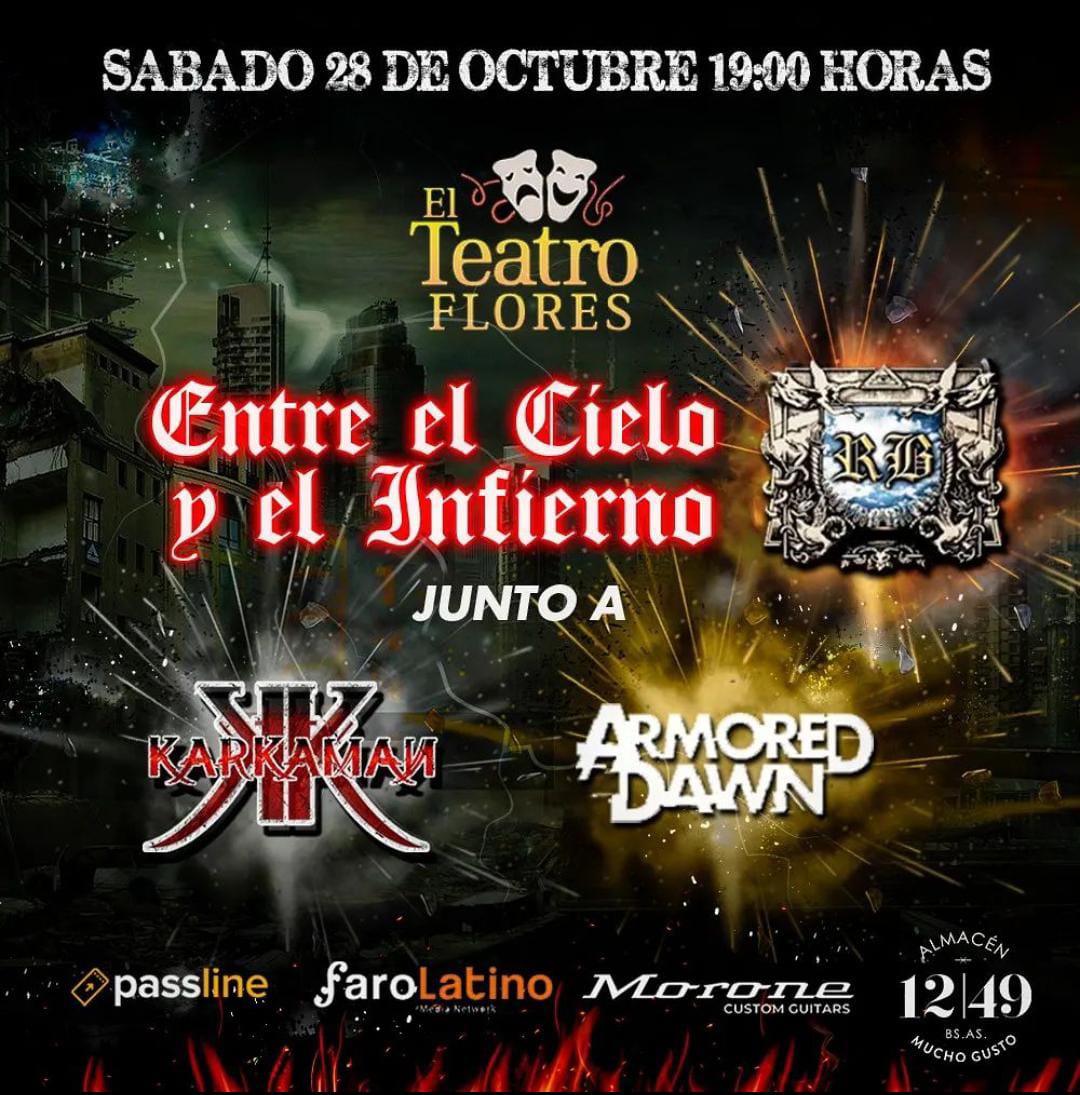 SABADO 28 DE OCTUBRE 19:00 HORAS
El
Teatro
FLORES
Entre el Cielo
y el Infierno
RB
JUNTO A
KARKAMAN
ARMORED
DAWN
passline
faroLatino
Media Network
Morone
CUSTOM GUITARS
ALMACÉN
12|49
BS.AS.
MUCHO GUSTO